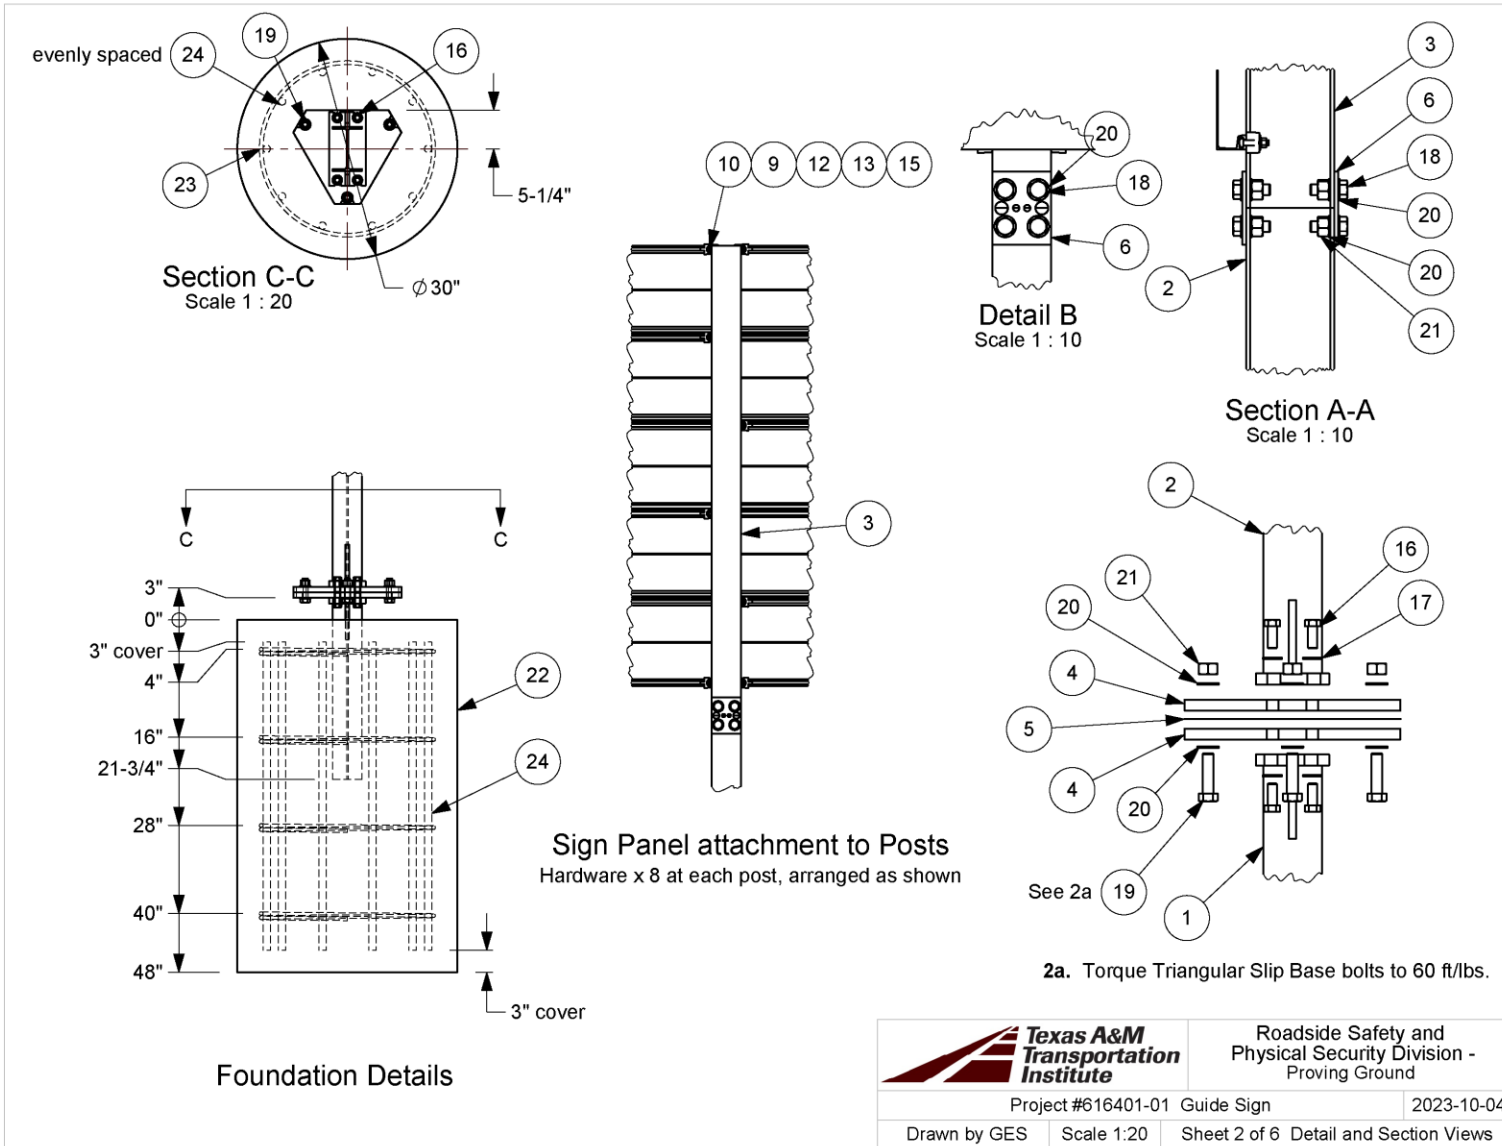 evenly spaced
24
19
16
23
5-1/4"
Ø30"
Section C-C
Scale 1 : 20
10
9
12
13
15
20
18
6
Detail B
Scale 1 : 10
3
6
18
20
2
20
21
Section A-A
Scale 1 : 10
C
C
3"
0"
3" cover
4"
16"
21-3/4"
28"
40"
48"
22
24
3" cover
Foundation Details
3
Sign Panel attachment to Posts
Hardware x 8 at each post, arranged as shown
2
16
21
17
20
4
5
4
20
See 2a
19
1
2a. Torque Triangular Slip Base bolts to 60 ft/lbs.
Texas A&M
Transportation
Institute
Roadside Safety and
Physical Security Division -
Proving Ground
Project #616401-01 Guide Sign
2023-10-04
Drawn by GES
Scale 1:20
Sheet 2 of 6 Detail and Section Views